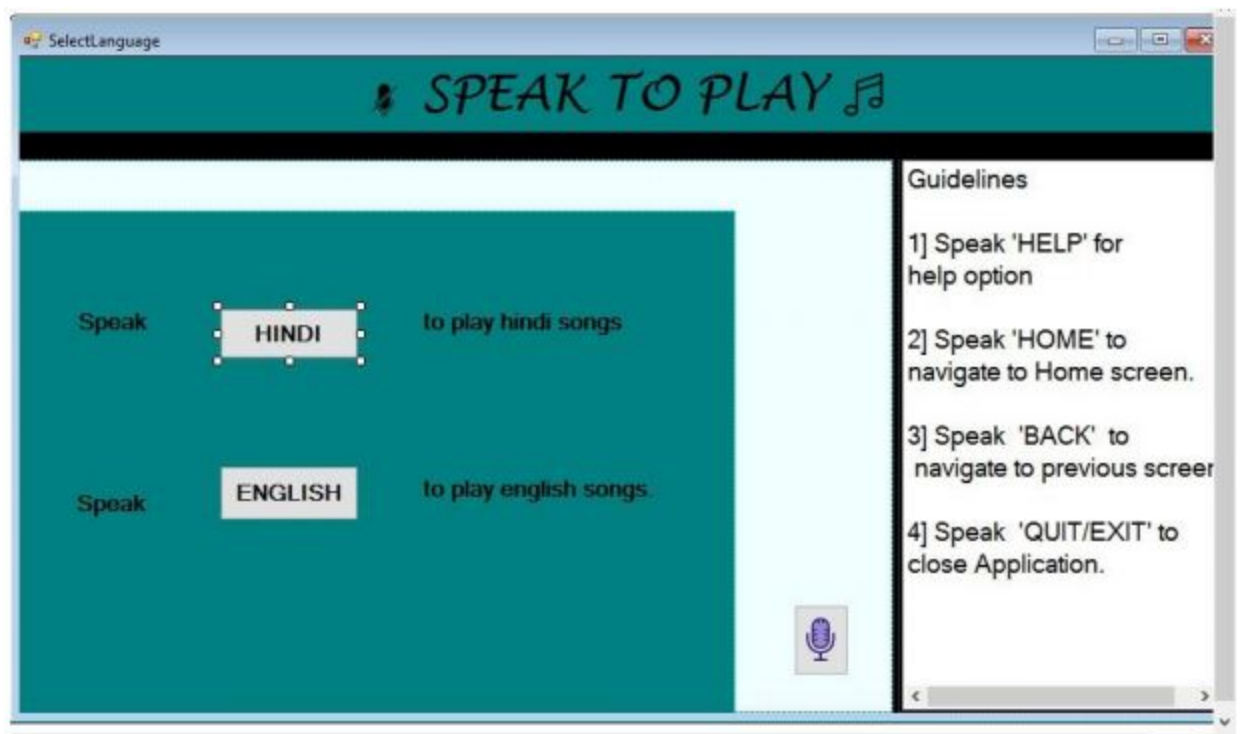 SelectLanguage
SPEAK TO PLAY
Speak HINDI to play hindi songs
Speak ENGLISH to play english songs.
Guidelines
1] Speak 'HELP' for
help option
2] Speak 'HOME' to
navigate to Home screen.
3] Speak 'BACK' to
navigate to previous screen
4] Speak 'QUIT/EXIT' to
close Application.